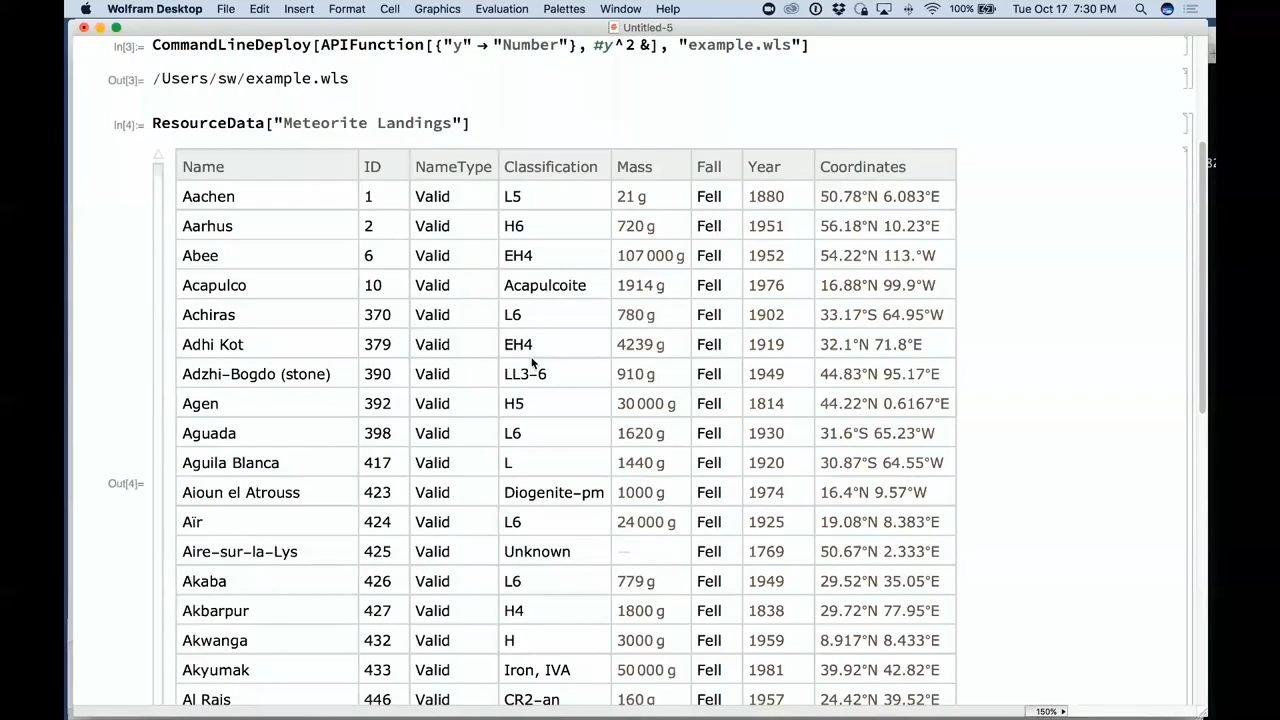 Wolfram Desktop File Edit Insert Format Cell Graphics Evaluation Palettes Window Help 100% Tue Oct 17 7:30 PM
Untitled-5
In[3]:= CommandLineDeploy[APIFunction[{"y" → "Number"}, #y^2 &], "example.wls"]
Out[3]= /Users/sw/example.wls
In[4]:= ResourceData["Meteorite Landings"]
Name ID NameType Classification Mass Fall Year Coordinates
Aachen 1 Valid L5 21 g Fell 1880 50.78°N 6.083°E
Aarhus 2 Valid H6 720 g Fell 1951 56.18°N 10.23°E
Abee 6 Valid EH4 107 000 g Fell 1952 54.22°N 113.°W
Acapulco 10 Valid Acapulcoite 1914 g Fell 1976 16.88°N 99.9°W
Achiras 370 Valid L6 780 g Fell 1902 33.17°S 64.95°W
Adhi Kot 379 Valid EH4 4239 g Fell 1919 32.1°N 71.8°E
Adzhi-Bogdo (stone) 390 Valid LL3-6 910 g Fell 1949 44.83°N 95.17°E
Agen 392 Valid H5 30 000 g Fell 1814 44.22°N 0.6167°E
Aguada 398 Valid L6 1620 g Fell 1930 31.6°S 65.23°W
Aguila Blanca 417 Valid L 1440 g Fell 1920 30.87°S 64.55°W
Out[4]=
Aioun el Atrouss 423 Valid Diogenite-pm 1000 g Fell 1974 16.4°N 9.57°W
Aïr 424 Valid L6 24 000 g Fell 1925 19.08°N 8.383°E
Aire-sur-la-Lys 425 Valid Unknown — Fell 1769 50.67°N 2.333°E
Akaba 426 Valid L6 779 g Fell 1949 29.52°N 35.05°E
Akbarpur 427 Valid H4 1800 g Fell 1838 29.72°N 77.95°E
Akwanga 432 Valid H 3000 g Fell 1959 8.917°N 8.433°E
Akyumak 433 Valid Iron, IVA 50 000 g Fell 1981 39.92°N 42.82°E
Al Rais 446 Valid CR2-an 160 g Fell 1957 24.42°N 39.52°E
150%